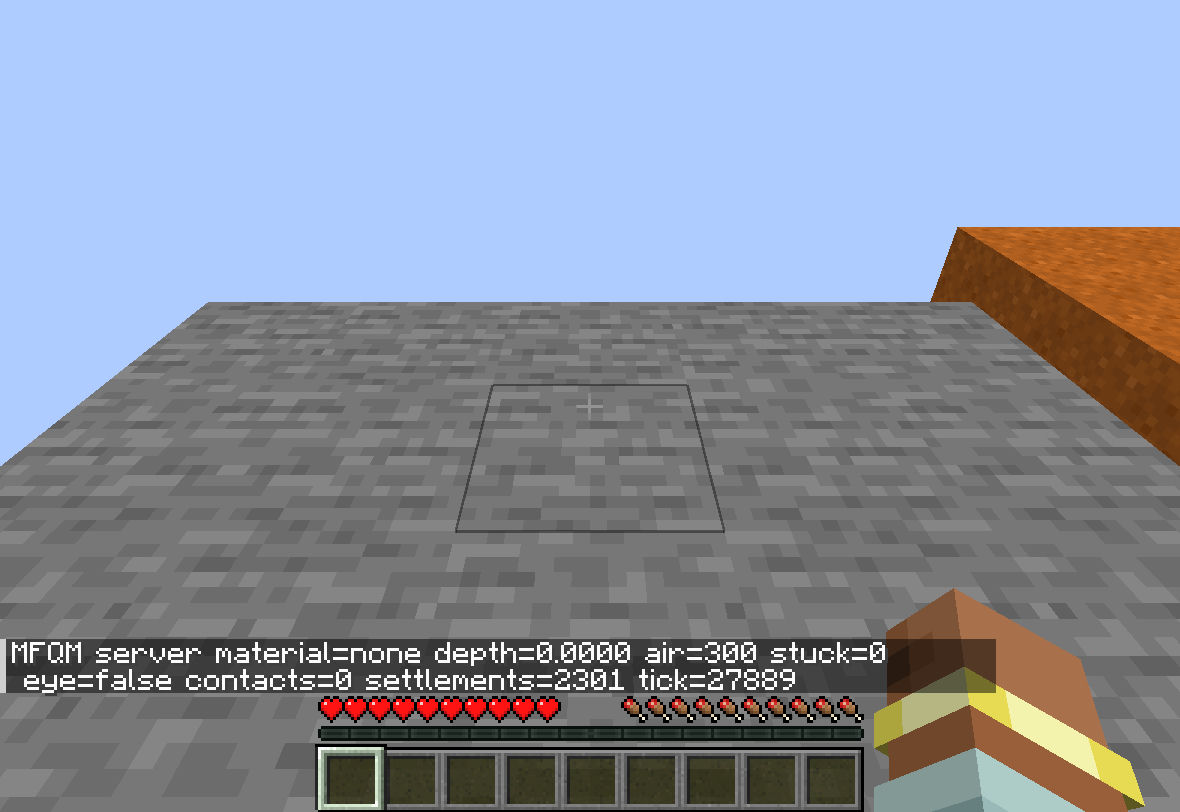 MFQM server material=none depth=0.0000 air=300 stuck=0
eye=false contacts=0 settlements=2301 tick=27889